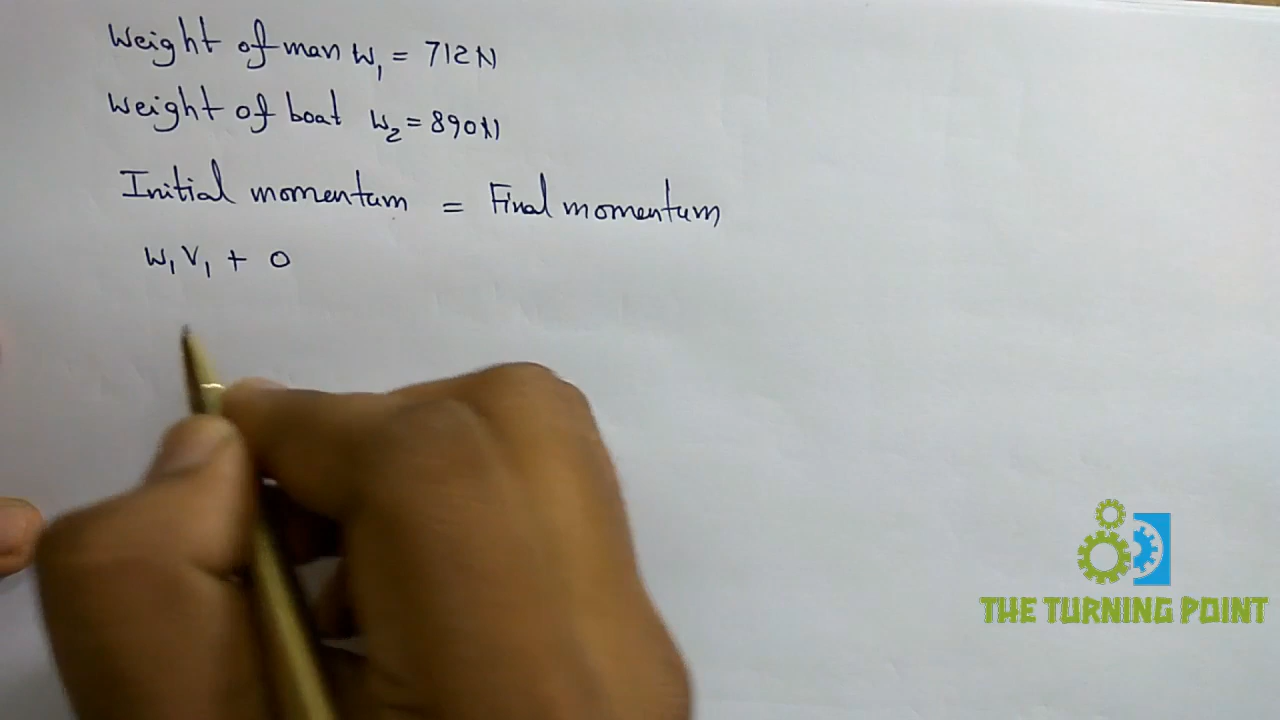 Weight of man W₁ = 712N
Weight of boat W₂ = 890N
Initial momentum = Final momentum
W₁V₁ + 0
THE TURNING POINT